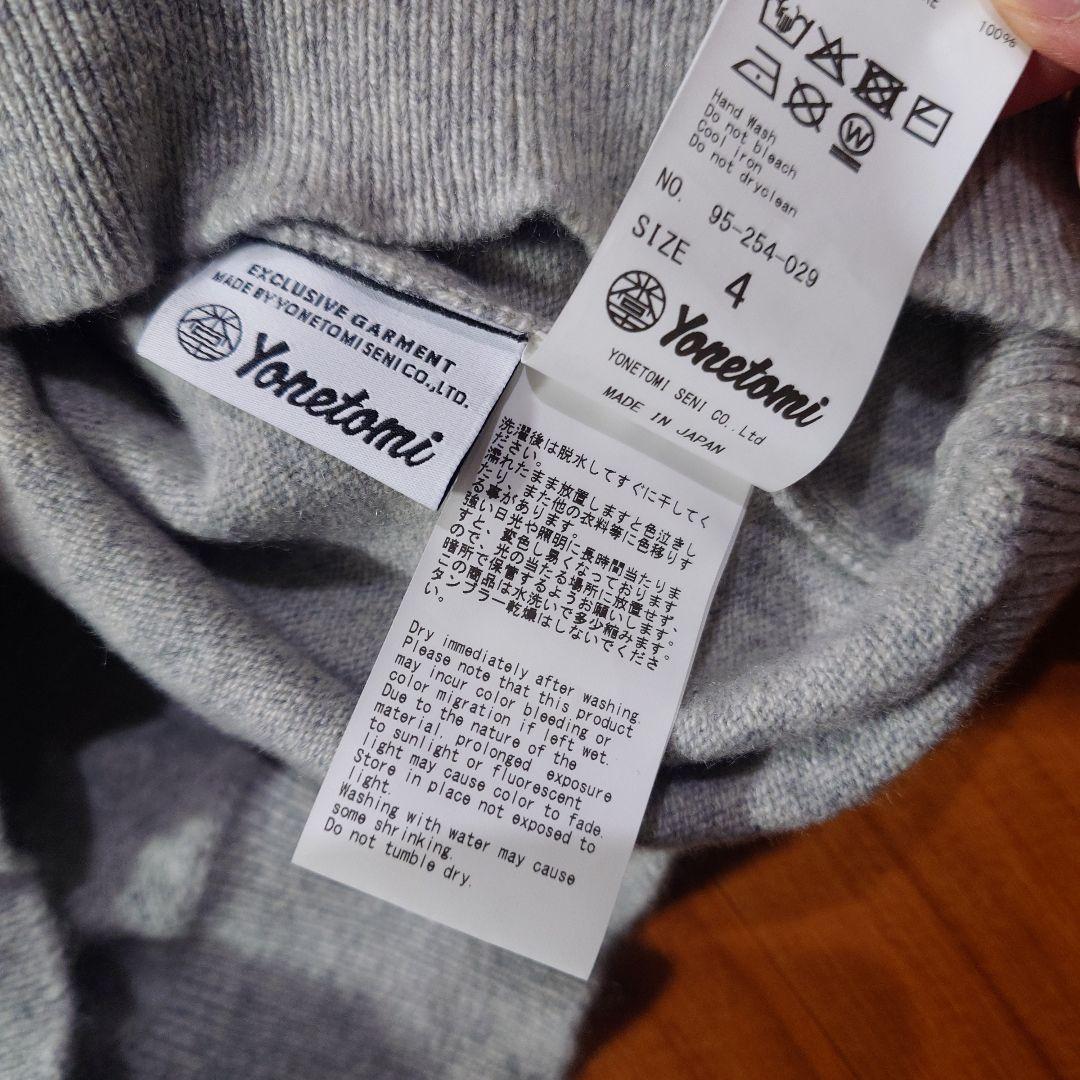 100%
Hand Wash
Do not bleach
Cool iron
Do not dryclean
NO. 95-254-029
SIZE 4
Yonetomi
YONETOMI SENI CO.,Ltd
MADE IN JAPAN
EXCLUSIVE GARMENT
MADE BY YONETOMI SENI CO.,LTD.
Yonetomi
洗濯後は脱水してすぐに干してく
ださい。
濡れたまま放置しますと色泣きし
たり、また他の衣料等に色移りす
る事があります。
強い日光や照明に長時間当たりま
すと、変色し易くなっております
ので、光の当たる場所に放置せず、
暗所で保管するようお願いします。
この商品は水洗いで多少縮みます。
タンブラー乾燥はしないでくださ
い。
Dry immediately after washing.
Please note that this product
may incur color bleeding or
color migration if left wet.
Due to the nature of the
material, prolonged exposure
to sunlight or fluorescent
light may cause color to fade.
Store in place not exposed to
light.
Washing with water may cause
some shrinking.
Do not tumble dry.